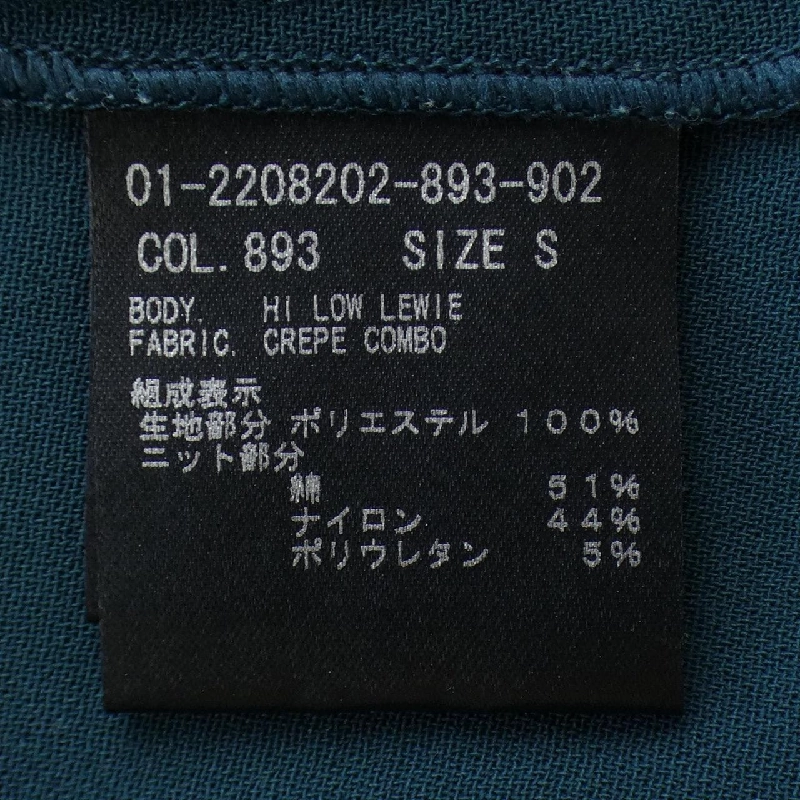 01-2208202-893-902
COL. 893 SIZE S
BODY. HI LOW LEWIE
FABRIC. CREPE COMBO
組成表示
生地部分 ポリエステル 100%
ニット部分
綿 51%
ナイロン 44%
ポリウレタン 5%